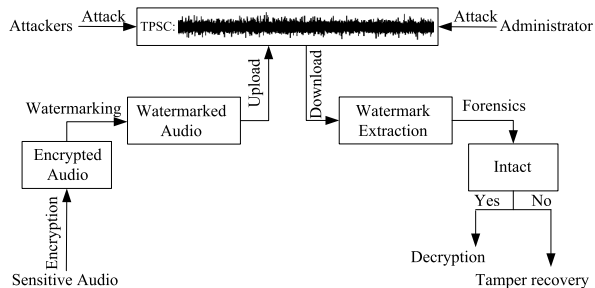 Attackers
Attack
TPSC:
Attack
Administrator
Watermarking
Watermarked
Audio
Upload
Download
Watermark
Extraction
Forensics
Encrypted
Audio
Intact
Encryption
Yes
No
Decryption
Sensitive Audio
Tamper recovery